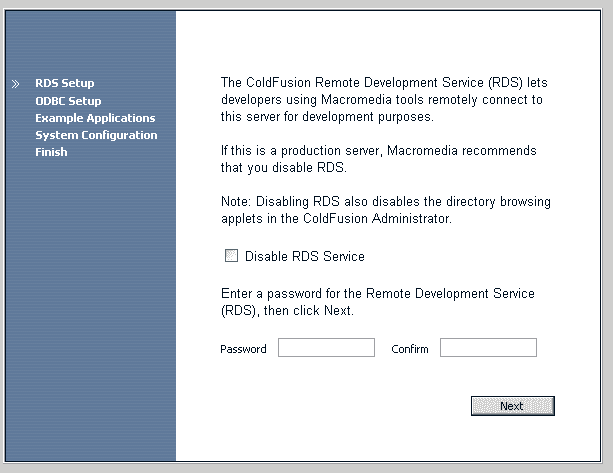 RDS Setup
ODBC Setup
Example Applications
System Configuration
Finish
The ColdFusion Remote Development Service (RDS) lets
developers using Macromedia tools remotely connect to
this server for development purposes.
If this is a production server, Macromedia recommends
that you disable RDS.
Note: Disabling RDS also disables the directory browsing
applets in the ColdFusion Administrator.
Disable RDS Service
Enter a password for the Remote Development Service
(RDS), then click Next.
Password Confirm
Next